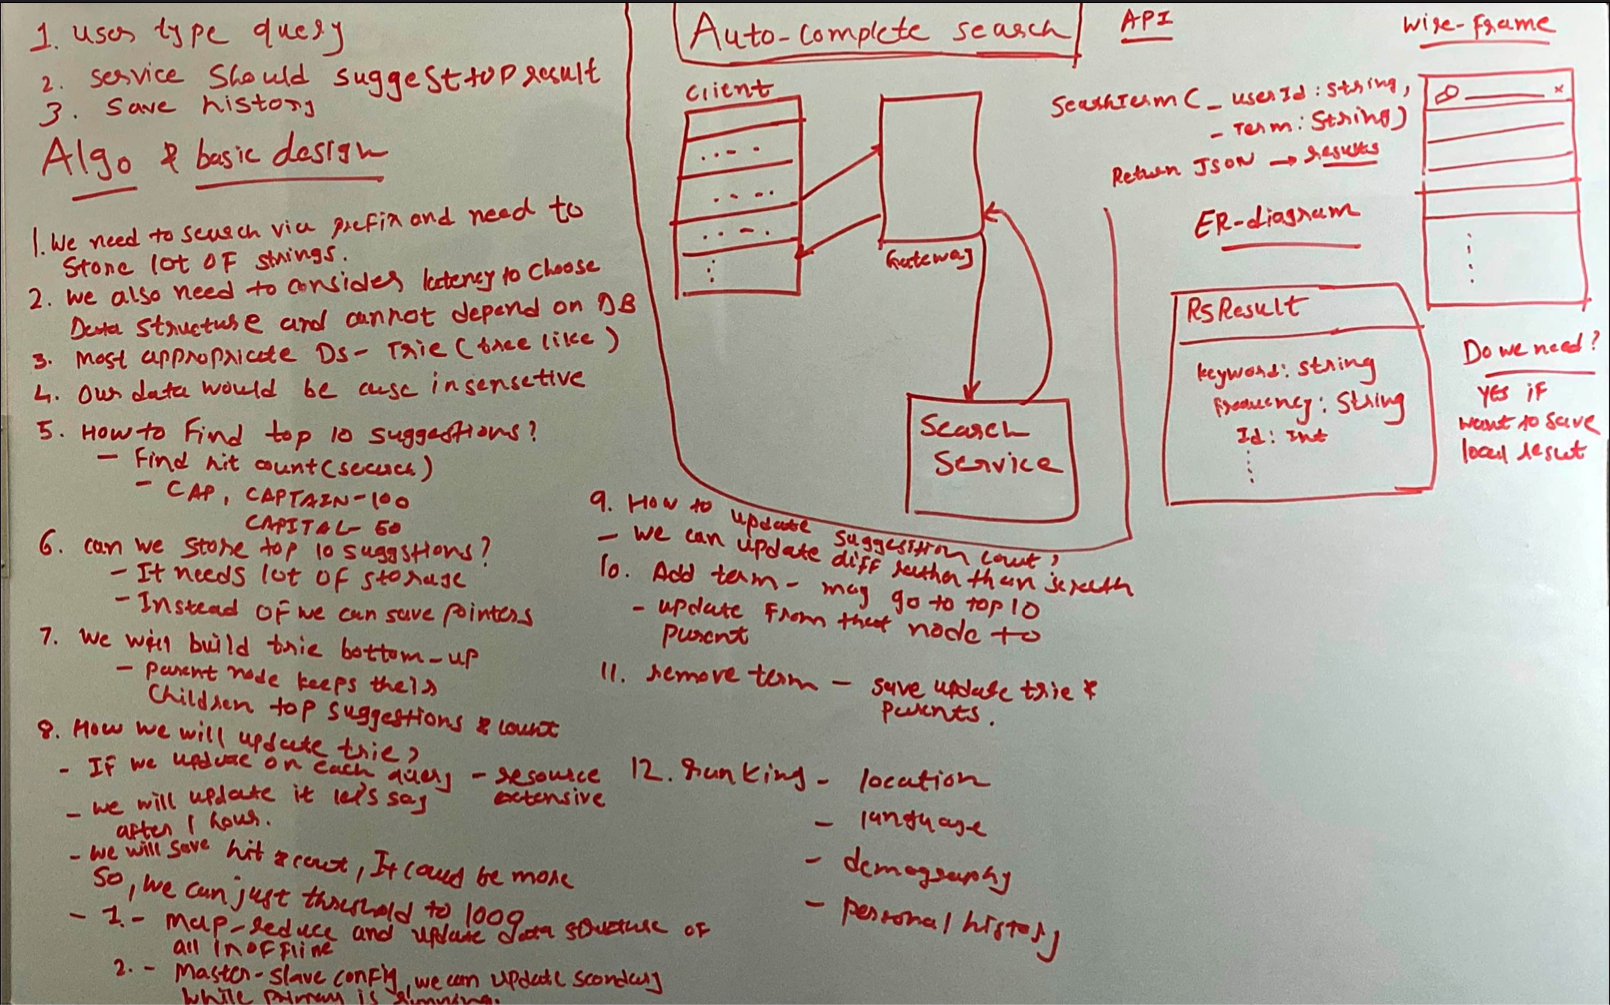 1. user type query
2. service should suggest top result
3. save history
Algo & basic design
1. We need to search via prefix and need to
store lot of strings.
2. we also need to consider latency to choose
Data structure and cannot depend on DB
3. most appropriate DS - Trie (tree like)
4. Our data would be case insensetive
5. How to find top 10 suggestions?
- Find hit count (search)
- CAP, CAPTAIN-100
CAPITAL- 50
6. can we store top 10 suggstions?
- It needs lot of storage
- Instead of we can save pointers
7. we will build trie bottom-up
- parent node keeps their
children top suggestions & count
8. How we will update trie?
- If we update on each query - resource
extensive
- we will update it let's say
after 1 hour.
- we will save hit & count, It could be more
So, we can just threshold to 1000
- 1. - map-reduce and update data structure of
all in offline
2. - Master-slave config, we can update secondary
while primary is running.
Auto-complete search
client
Gateway
Search
Service
9. How to update suggestion count?
- we can update diff rather than scratch
10. Add term - may go to top 10
- update from that node to
parent
11. remove term - save update trie &
parents.
12. ranking - location
- language
- demography
- personal history
API
SearchTerm ( _ userId : String,
_ Term : String)
Return JSON → results
ER-diagram
RSResult
keyword: string
frequency: String
Id: Int
wire-frame
x
Do we need?
yes if
want to save
local result